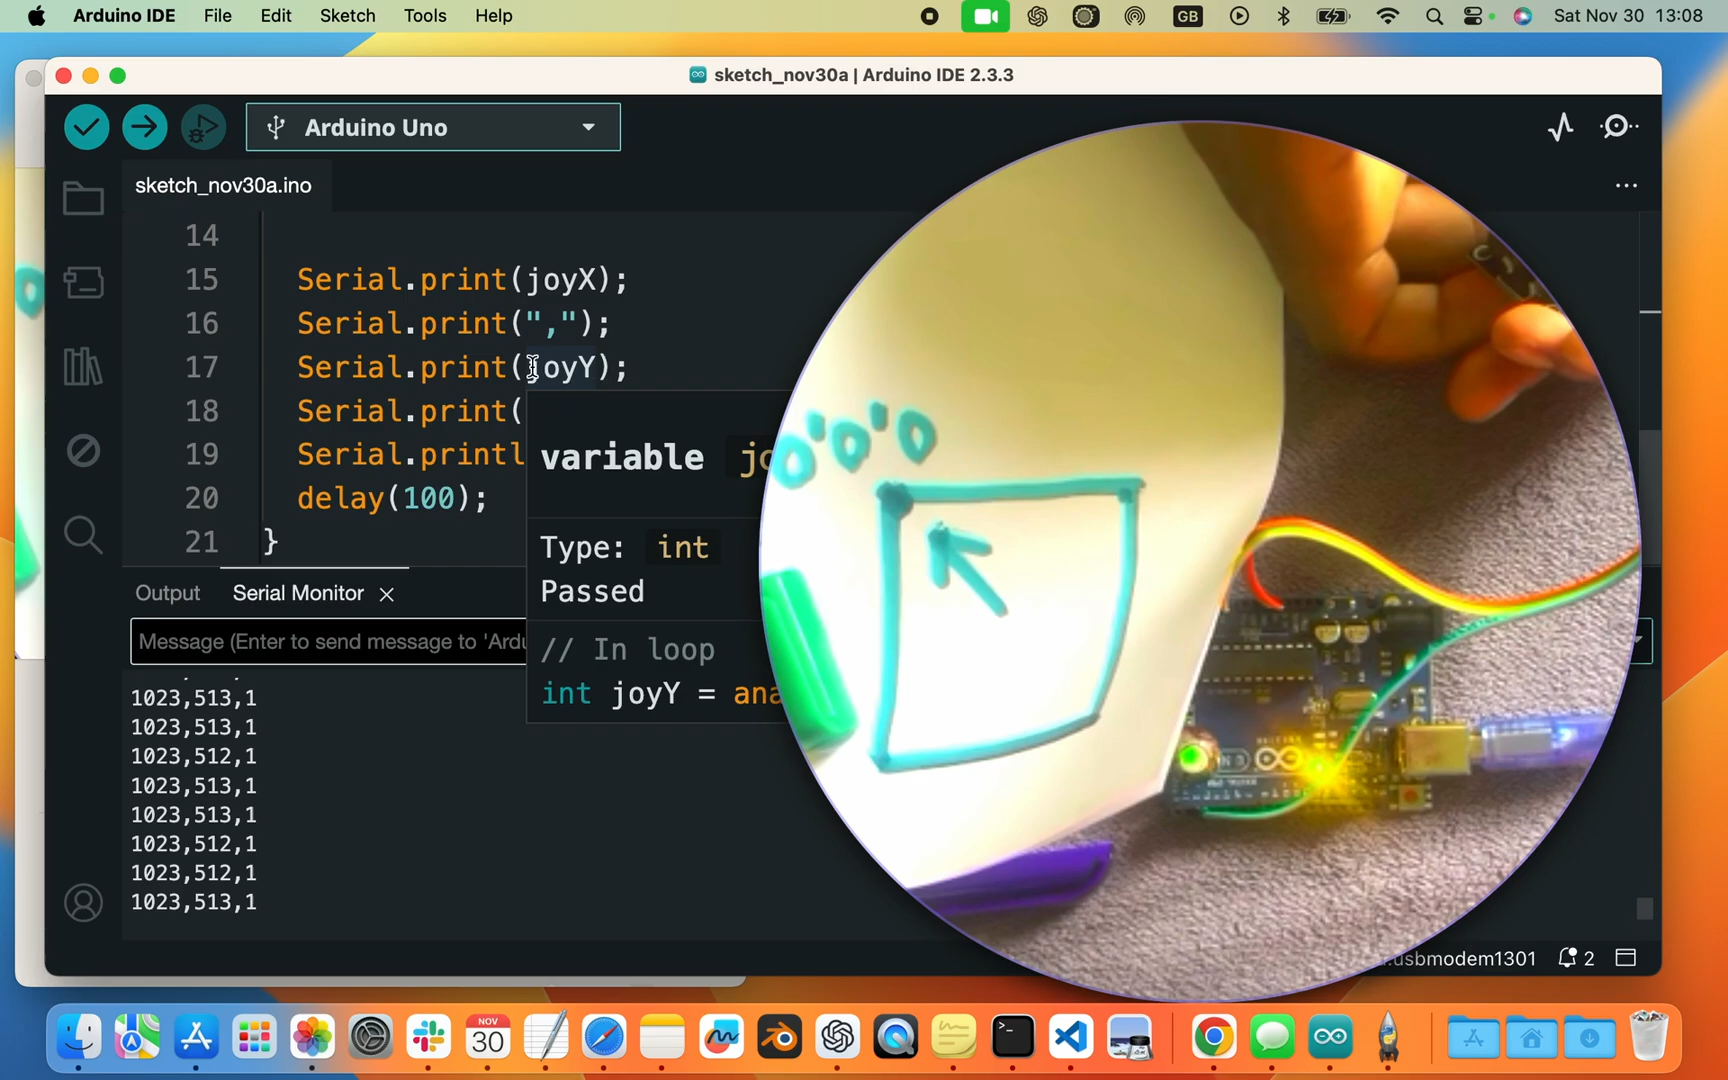 Arduino IDE File Edit Sketch Tools Help
GB
Sat Nov 30 13:08
sketch_nov30a | Arduino IDE 2.3.3
Arduino Uno
sketch_nov30a.ino
14
15 Serial.print(joyX);
16 Serial.print(",");
17 Serial.print(joyY);
18 Serial.print(
19 Serial.printl
20 delay(100);
21 }
variable
Type: int
Passed
// In loop
int joyY = ana
0'0'0
Output
Serial Monitor
Message (Enter to send message to 'Ardu
1023,513,1
1023,513,1
1023,512,1
1023,513,1
1023,513,1
1023,512,1
1023,512,1
1023,513,1
usbmodem1301
2
NOV
30